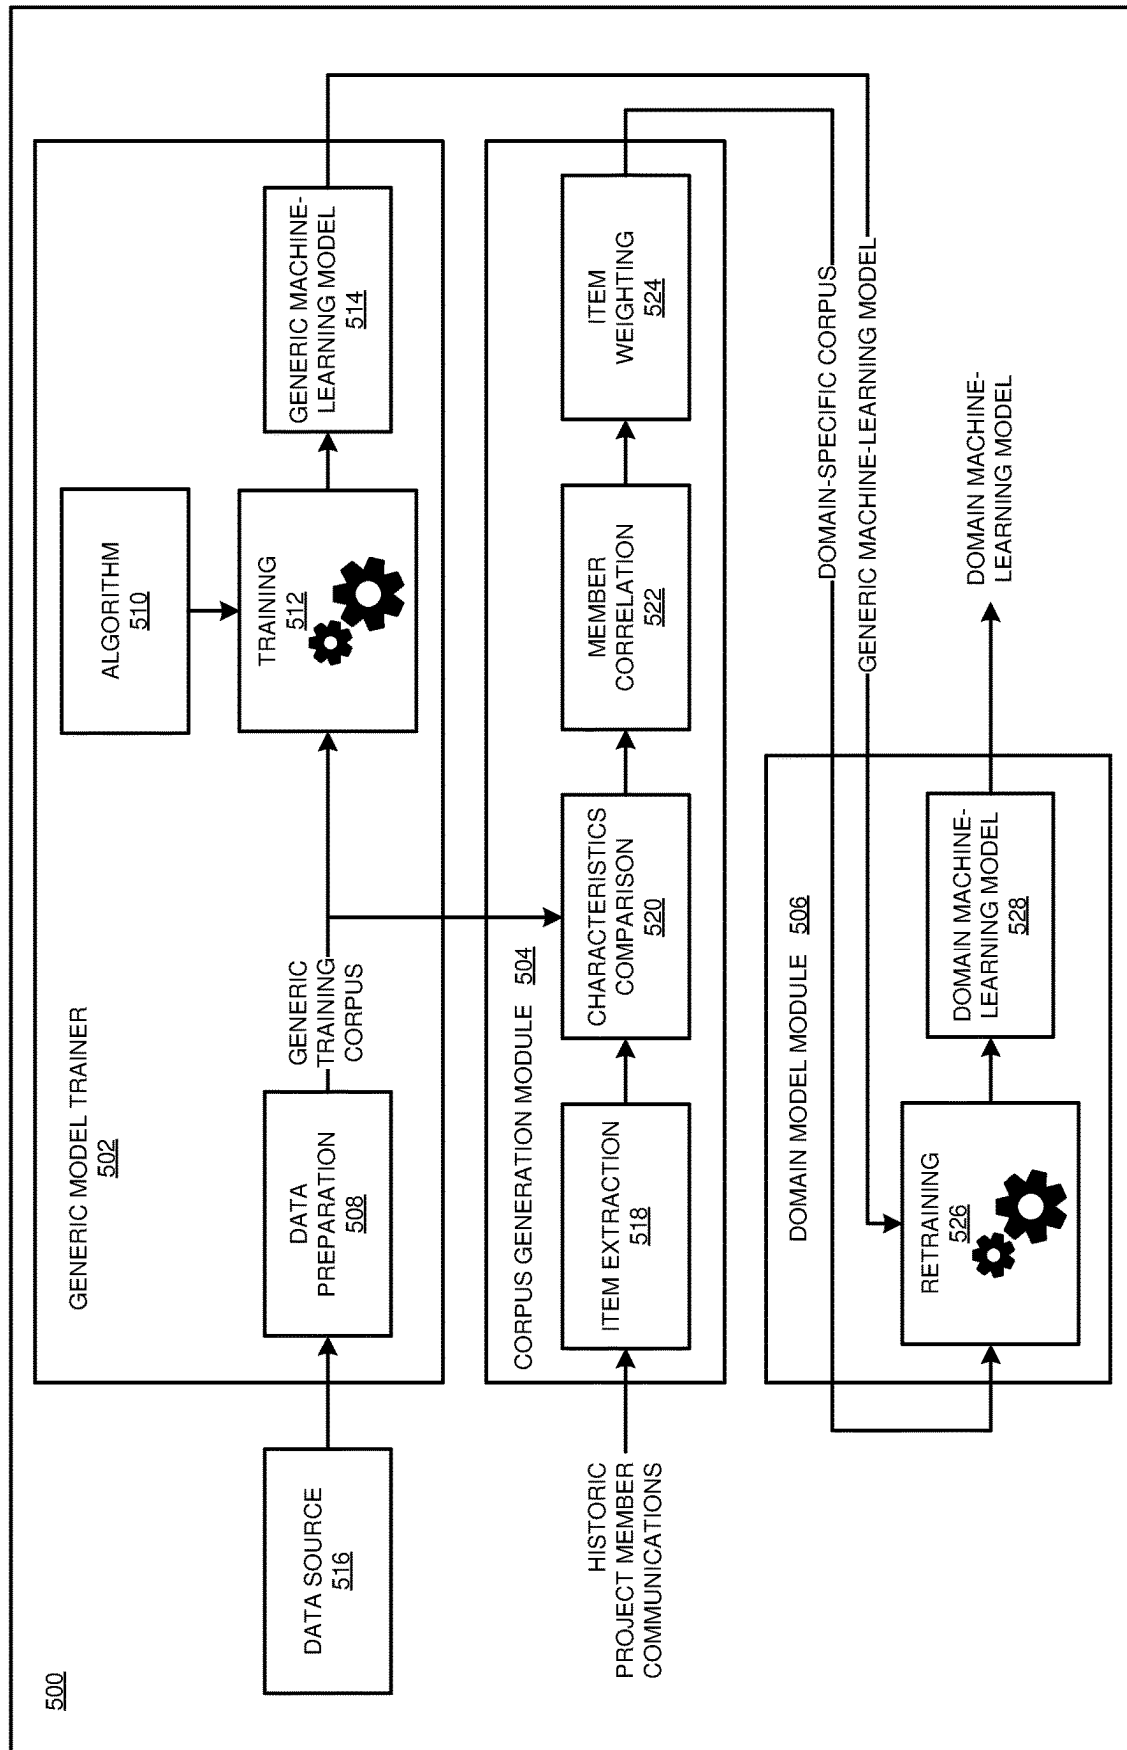 500
GENERIC MODEL TRAINER
502
DATA SOURCE
516
DATA
PREPARATION
508
GENERIC
TRAINING
CORPUS
ALGORITHM
510
TRAINING
512
GENERIC MACHINE-
LEARNING MODEL
514
HISTORIC
PROJECT MEMBER
COMMUNICATIONS
CORPUS GENERATION MODULE 504
ITEM EXTRACTION
518
CHARACTERISTICS
COMPARISON
520
MEMBER
CORRELATION
522
ITEM
WEIGHTING
524
DOMAIN-SPECIFIC CORPUS
GENERIC MACHINE-LEARNING MODEL
DOMAIN MODEL MODULE 506
RETRAINING
526
DOMAIN MACHINE-
LEARNING MODEL
528
DOMAIN MACHINE-
LEARNING MODEL